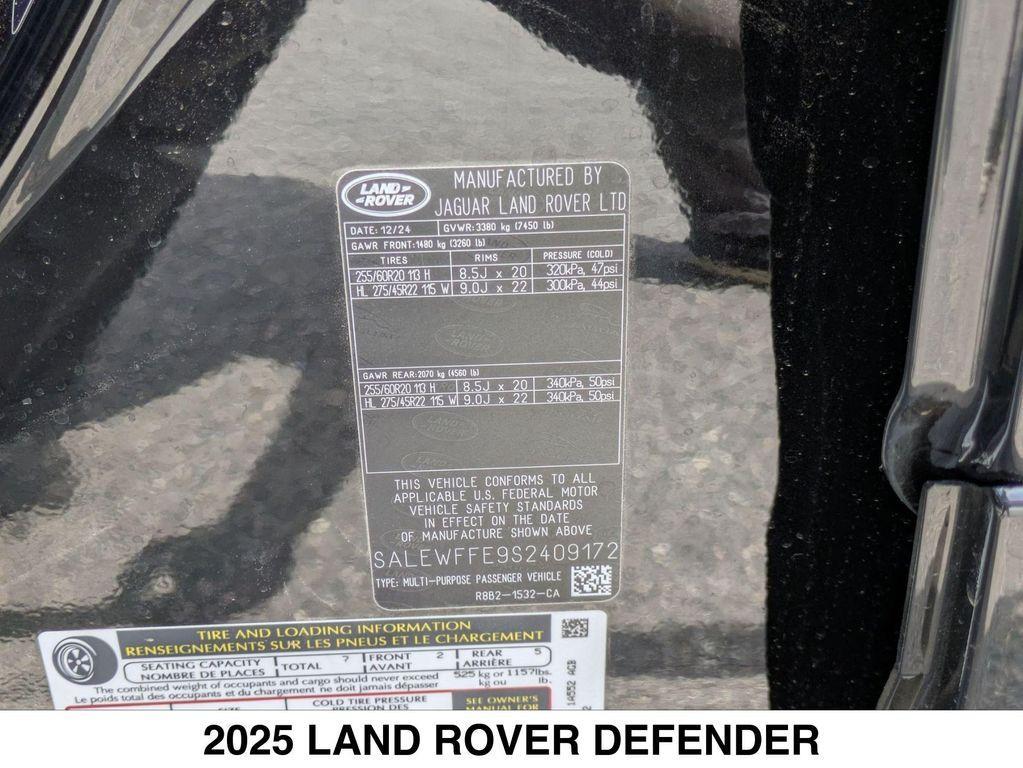 LAND-
-ROVER
MANUFACTURED BY
JAGUAR LAND ROVER LTD
DATE: 12/24 GVWR:3380 kg (7450 lb)
GAWR FRONT:1480 kg (3260 lb)
TIRES RIMS PRESSURE (COLD)
255/60R20 113 H 8.5J x 20 320kPa, 47psi
HL 275/45R22 115 W 9.0J x 22 300kPa, 44psi
GAWR REAR:2070 kg (4560 lb)
255/60R20 113 H 8.5J x 20 340kPa, 50psi
HL 275/45R22 115 W 9.0J x 22 340kPa, 50psi
THIS VEHICLE CONFORMS TO ALL
APPLICABLE U.S. FEDERAL MOTOR
VEHICLE SAFETY STANDARDS
IN EFFECT ON THE DATE
OF MANUFACTURE SHOWN ABOVE
SALEWFFE9S2409172
TYPE: MULTI-PURPOSE PASSENGER VEHICLE
R8B2-1532-CA
TIRE AND LOADING INFORMATION
RENSEIGNEMENTS SUR LES PNEUS ET LE CHARGEMENT
SEATING CAPACITY TOTAL 7 FRONT 2 REAR 5
NOMBRE DE PLACES AVANT ARRIÈRE
The combined weight of occupants and cargo should never exceed 525 kg or 1157lbs.
Le poids total des occupants et du chargement ne doit jamais dépasser kg ou lb.
COLD TIRE PRESSURE SEE OWNER'S
MANUAL FOR
1A552 AGB
2025 LAND ROVER DEFENDER